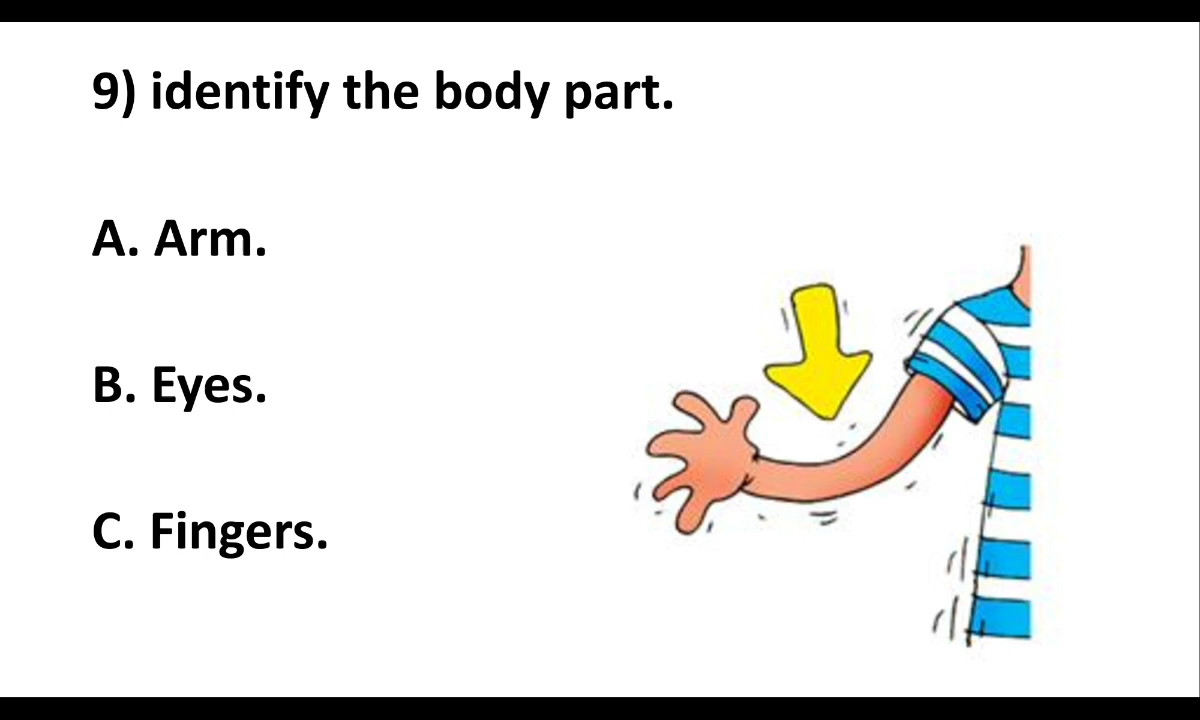 9) identify the body part.
A. Arm.
B. Eyes.
C. Fingers.